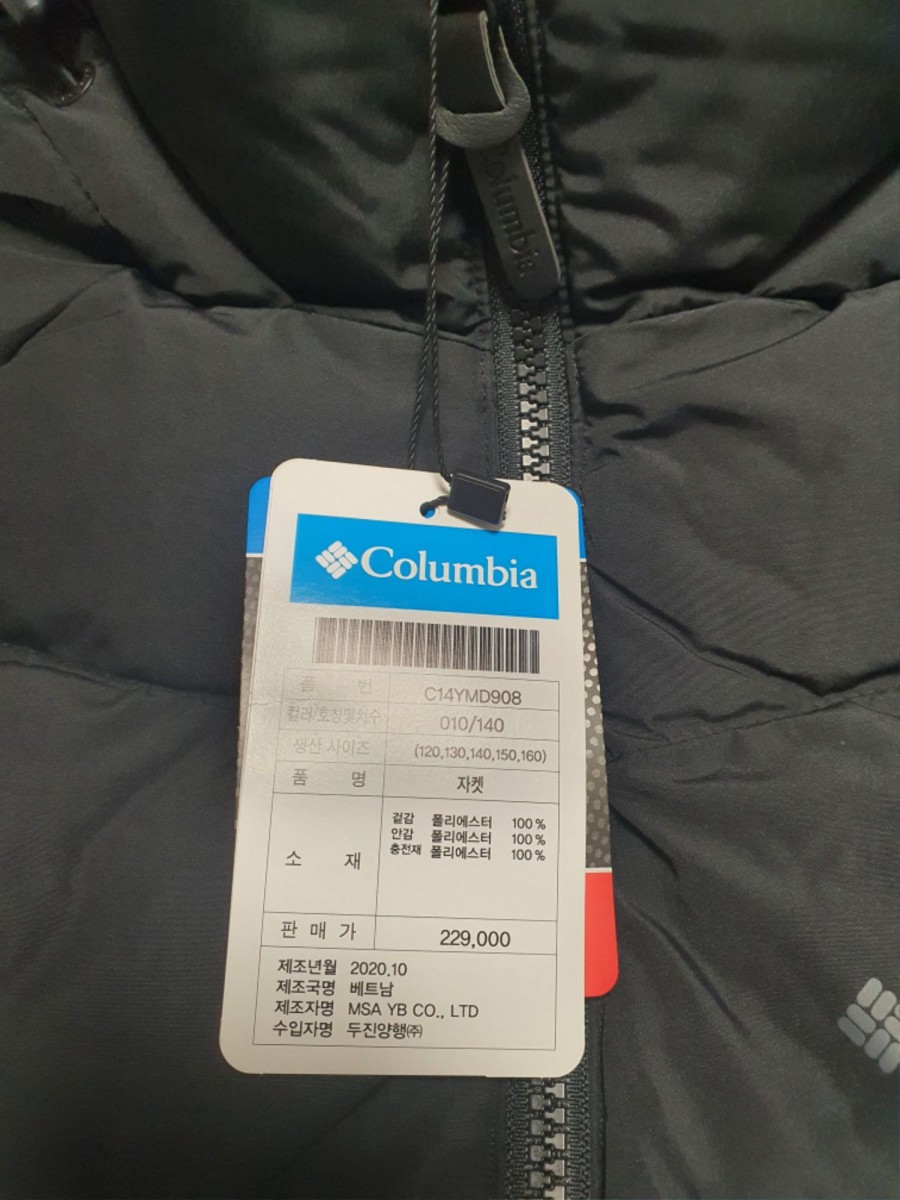 Columbia
Columbia
품 번 C14YMD908
컬러/호칭및치수 010/140
생산 사이즈 (120,130,140,150,160)
품 명 자켓
소 재
겉감 폴리에스터 100%
안감 폴리에스터 100%
충전재 폴리에스터 100%
판 매 가 229,000
제조년월 2020.10
제조국명 베트남
제조자명 MSA YB CO., LTD
수입자명 두진양행㈜